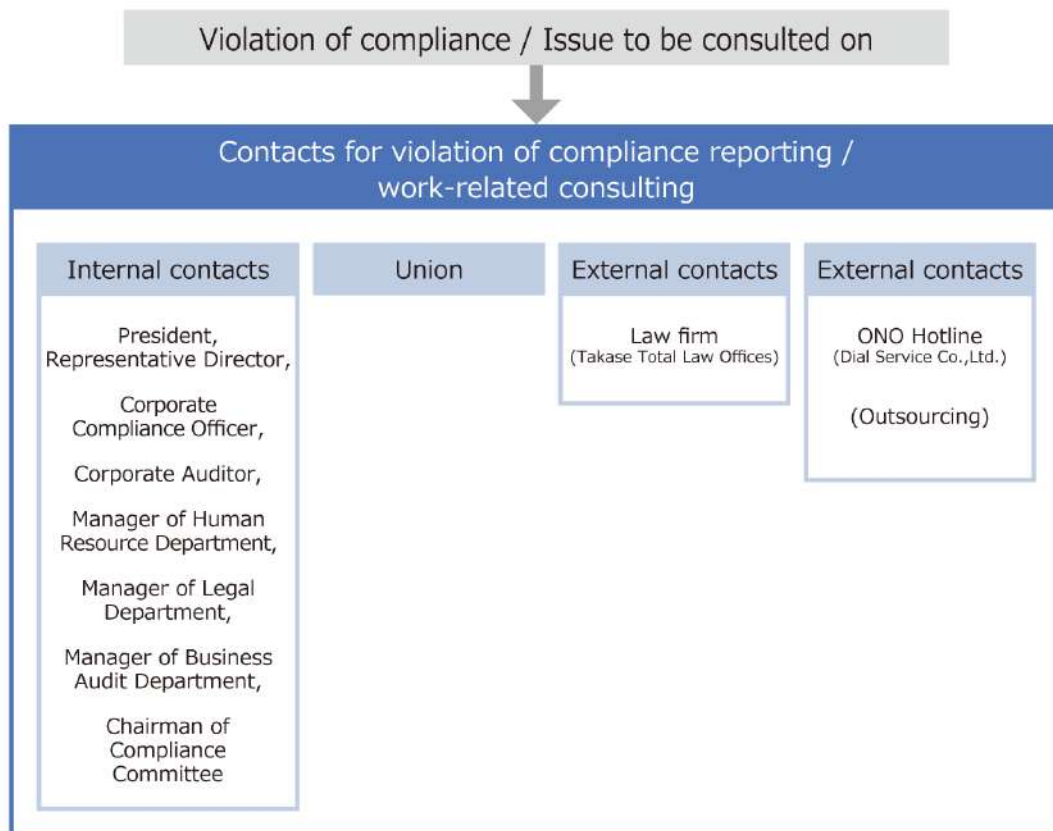 Violation of compliance / Issue to be consulted on
Contacts for violation of compliance reporting /
work-related consulting
Internal contacts
President,
Representative Director,
Corporate
Compliance Officer,
Corporate Auditor,
Manager of Human
Resource Department,
Manager of Legal
Department,
Manager of Business
Audit Department,
Chairman of
Compliance
Committee
Union
External contacts
Law firm
(Takase Total Law Offices)
External contacts
ONO Hotline
(Dial Service Co.,Ltd.)
(Outsourcing)